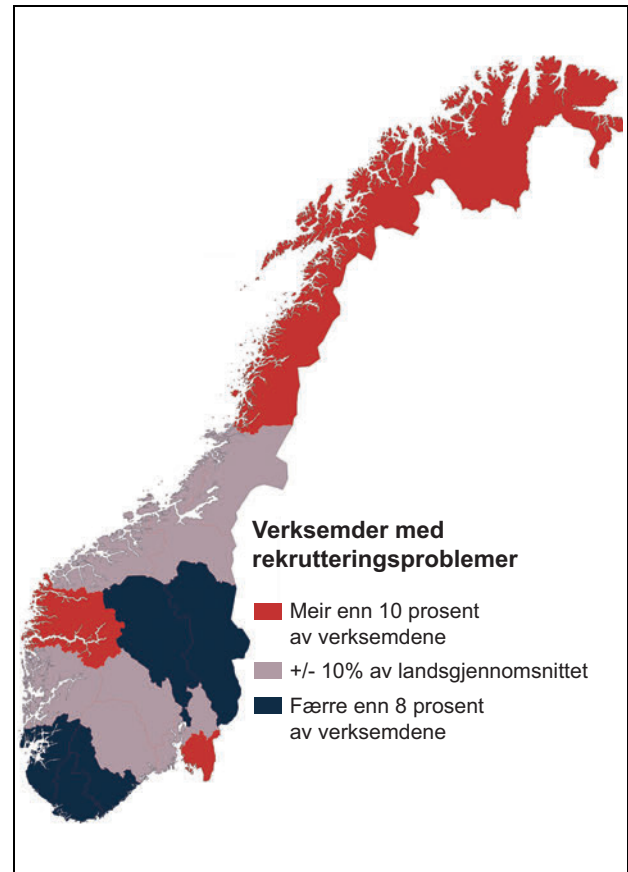 Verksemder med
rekrutteringsproblemer
Meir enn 10 prosent
av verksemdene
+/- 10% av landsgjennomsnittet
Færre enn 8 prosent
av verksemdene